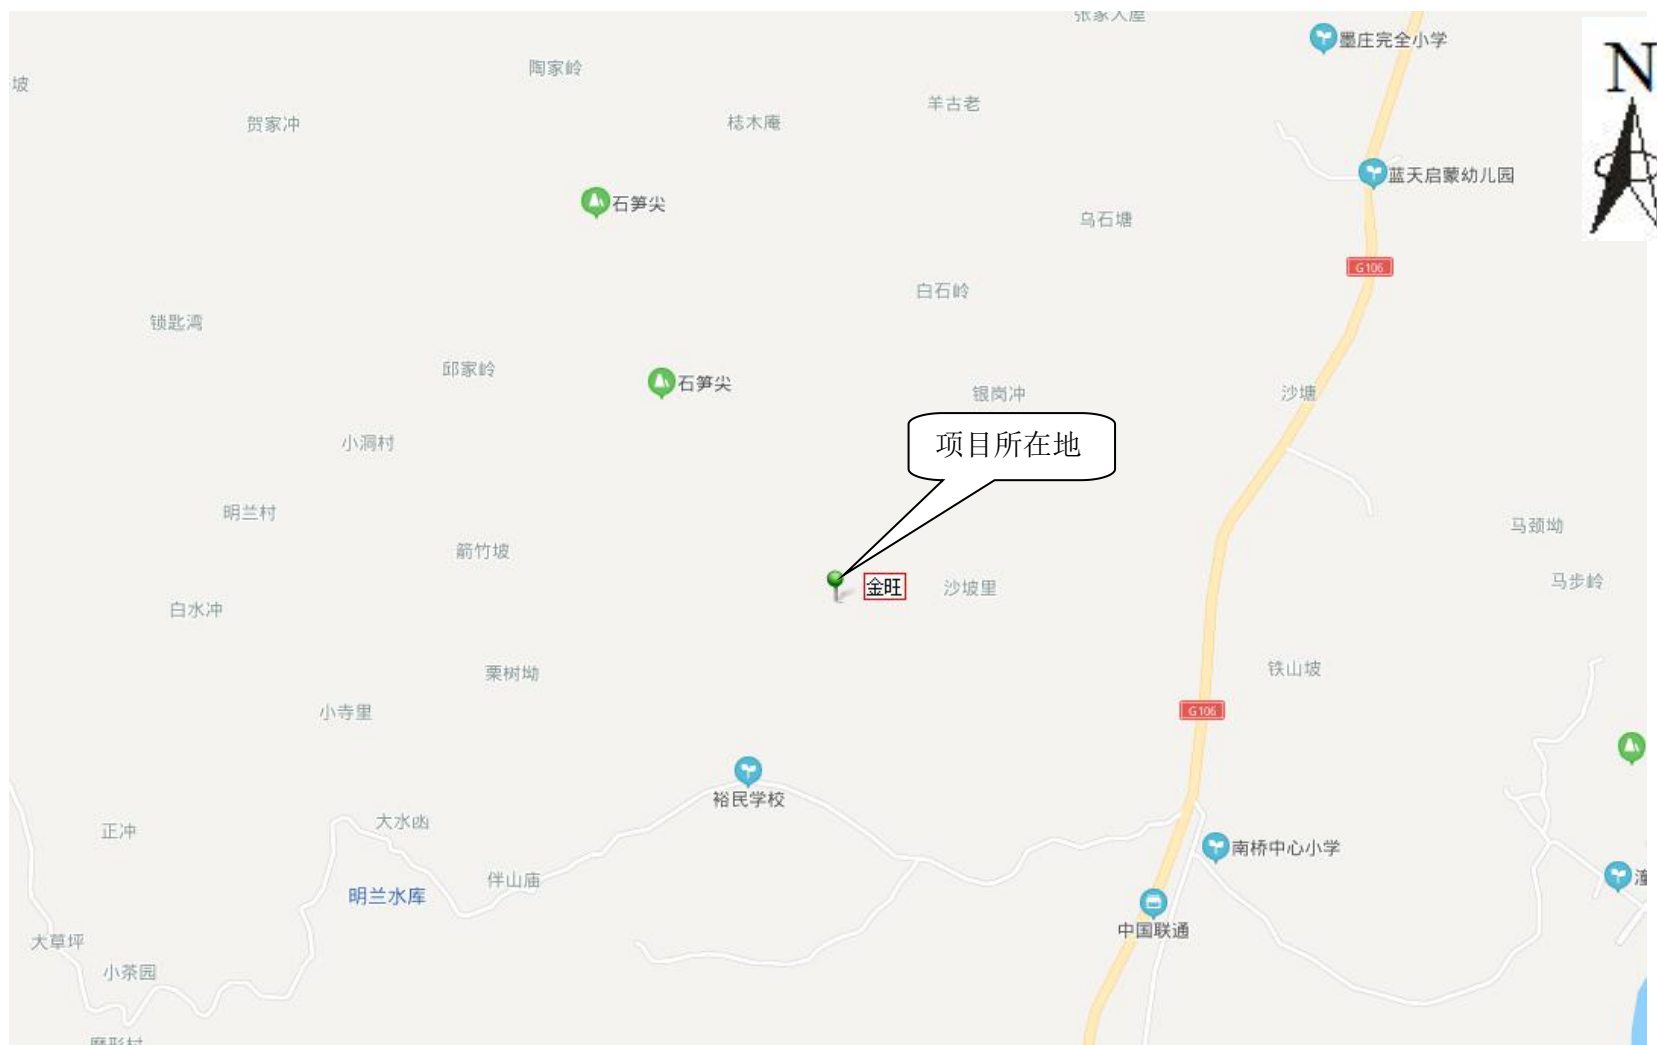 墨庄完全小学
N
陶家岭
坡
羊古老
贺家冲
梽木庵
蓝天启蒙幼儿园
石笋尖
乌石塘
G106
白石岭
锁匙湾
邱家岭
石笋尖
银岗冲
沙塘
小洞村
项目所在地
明兰村
马颈坳
箭竹坡
马步岭
金旺
沙坡里
白水冲
栗树坳
铁山坡
小寺里
G106
裕民学校
大水凼
正冲
南桥中心小学
伴山庙
明兰水库
中国联通
大草坪
小茶园